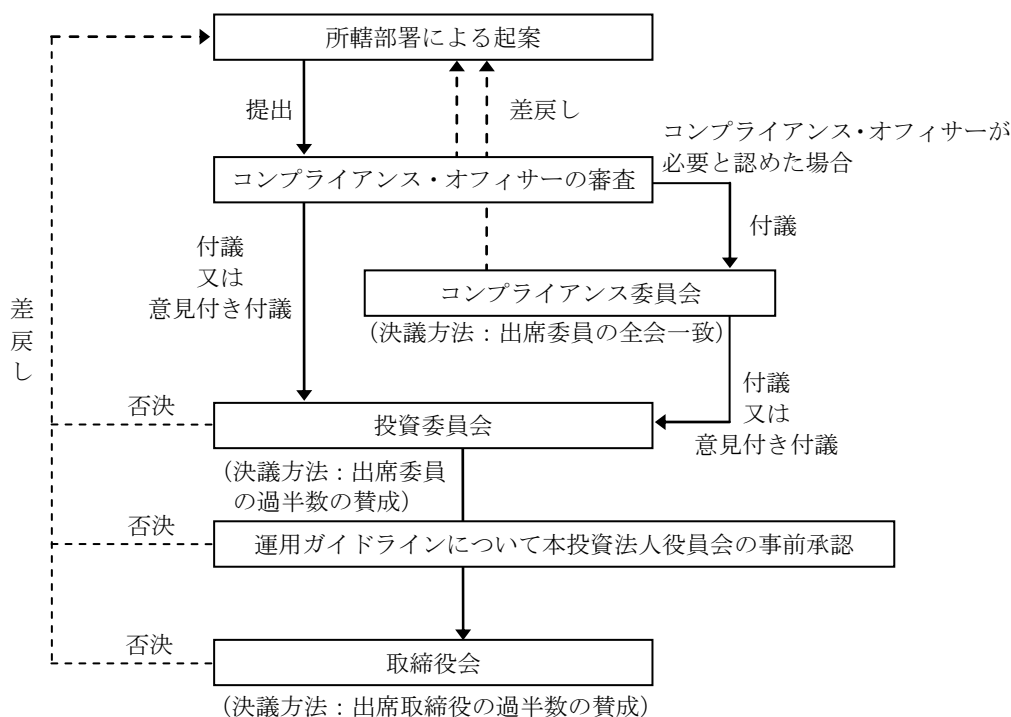 所轄部署による起案
提出
差戻し
コンプライアンス・オフィサーが
必要と認めた場合
コンプライアンス・オフィサーの審査
付議
付議
又は
意見付き付議
コンプライアンス委員会
（決議方法：出席委員の全会一致）
差
戻
し
付議
又は
意見付き付議
否決
投資委員会
（決議方法：出席委員
の過半数の賛成）
否決
運用ガイドラインについて本投資法人役員会の事前承認
否決
取締役会
（決議方法：出席取締役の過半数の賛成）